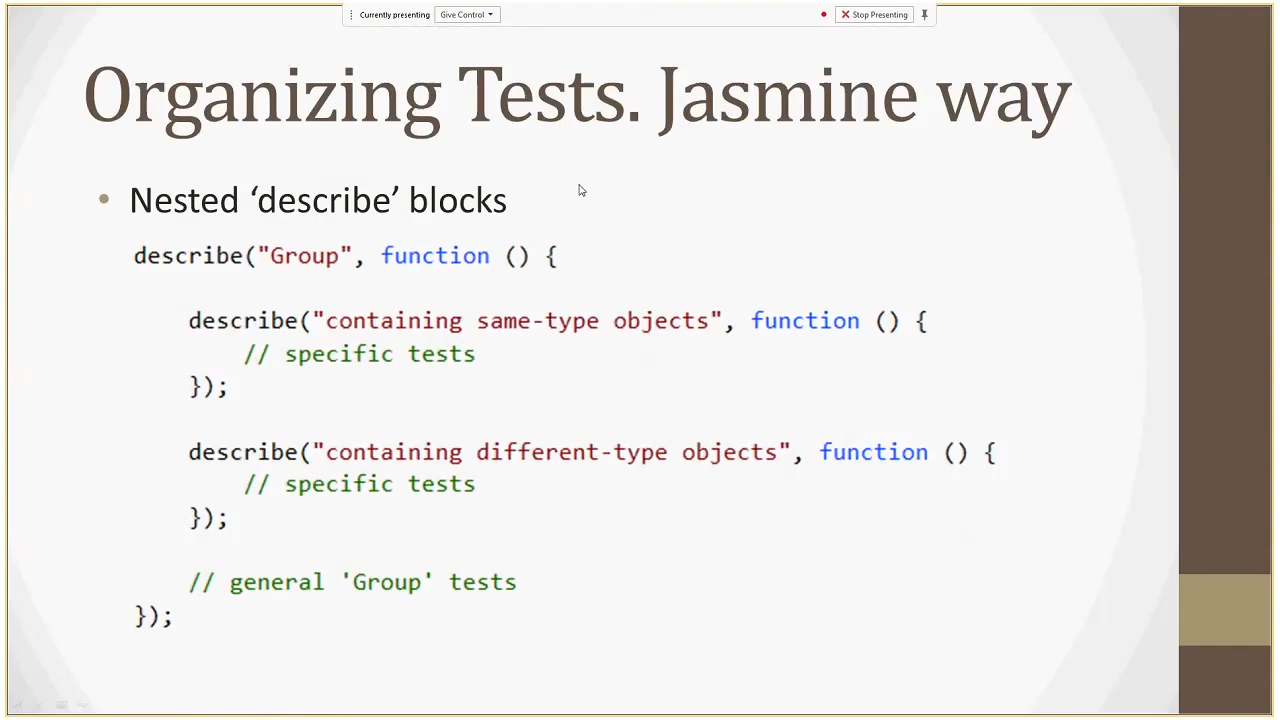 Currently presenting Give Control Stop Presenting
Organizing Tests. Jasmine way
• Nested ‘describe’ blocks
describe("Group", function () {
describe("containing same-type objects", function () {
// specific tests
});
describe("containing different-type objects", function () {
// specific tests
});
// general 'Group' tests
});